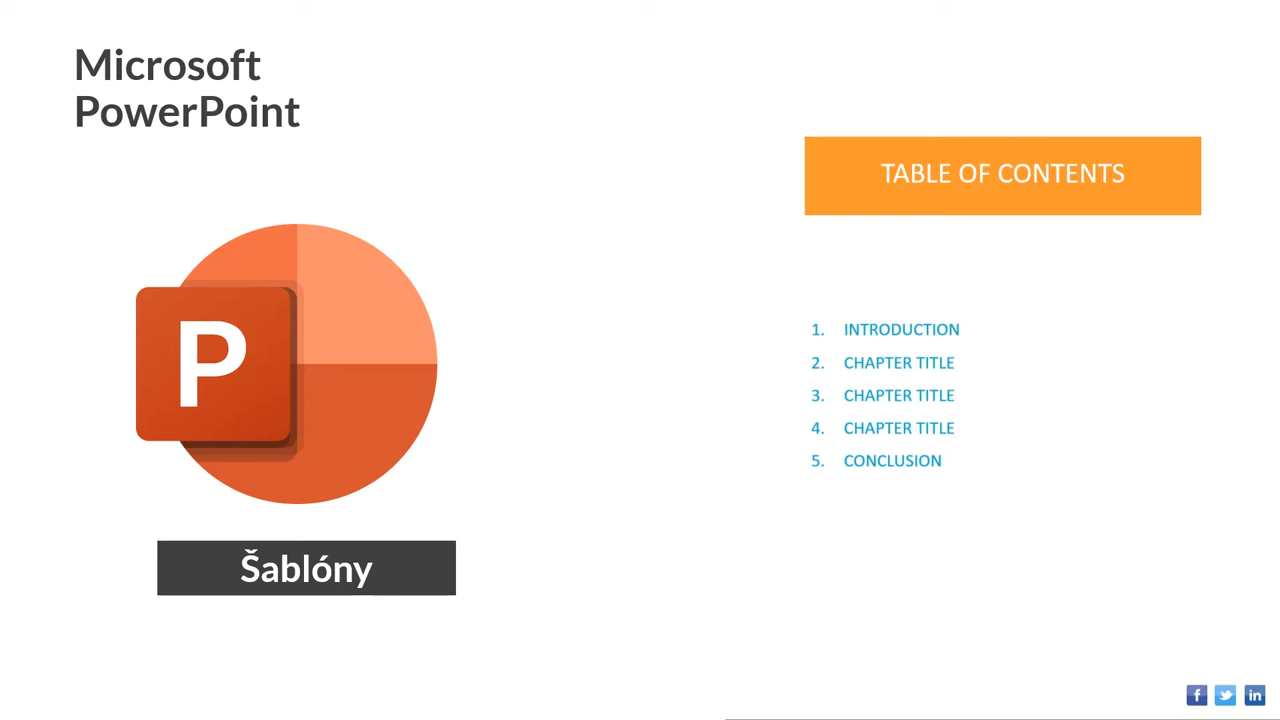 Microsoft
PowerPoint
P
Šablóny
TABLE OF CONTENTS
1. INTRODUCTION
2. CHAPTER TITLE
3. CHAPTER TITLE
4. CHAPTER TITLE
5. CONCLUSION
f
in